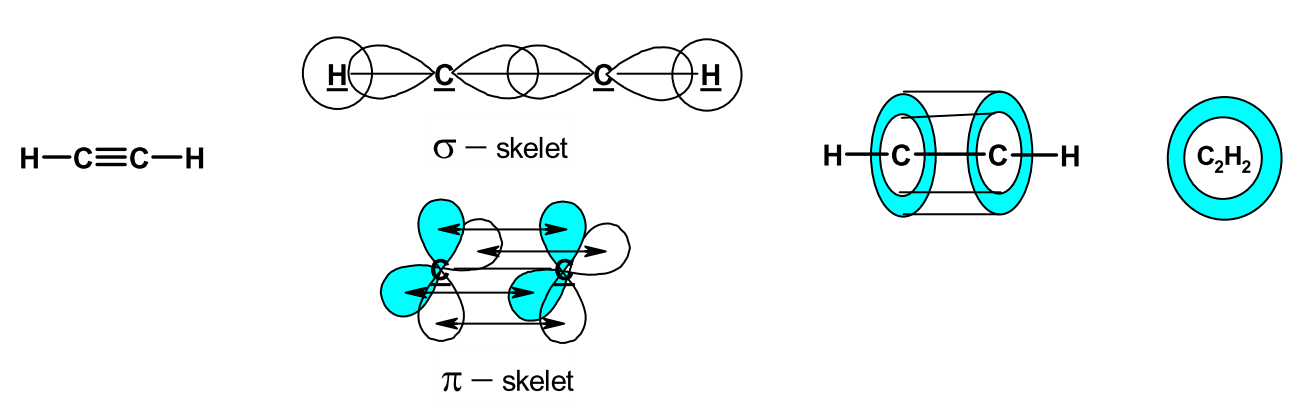 H—C≡C—H
H C C H
σ – skelet
C C
π – skelet
H C C H
C₂H₂